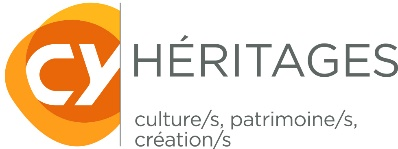 CY
HÉRITAGES
culture/s, patrimoine/s,
création/s